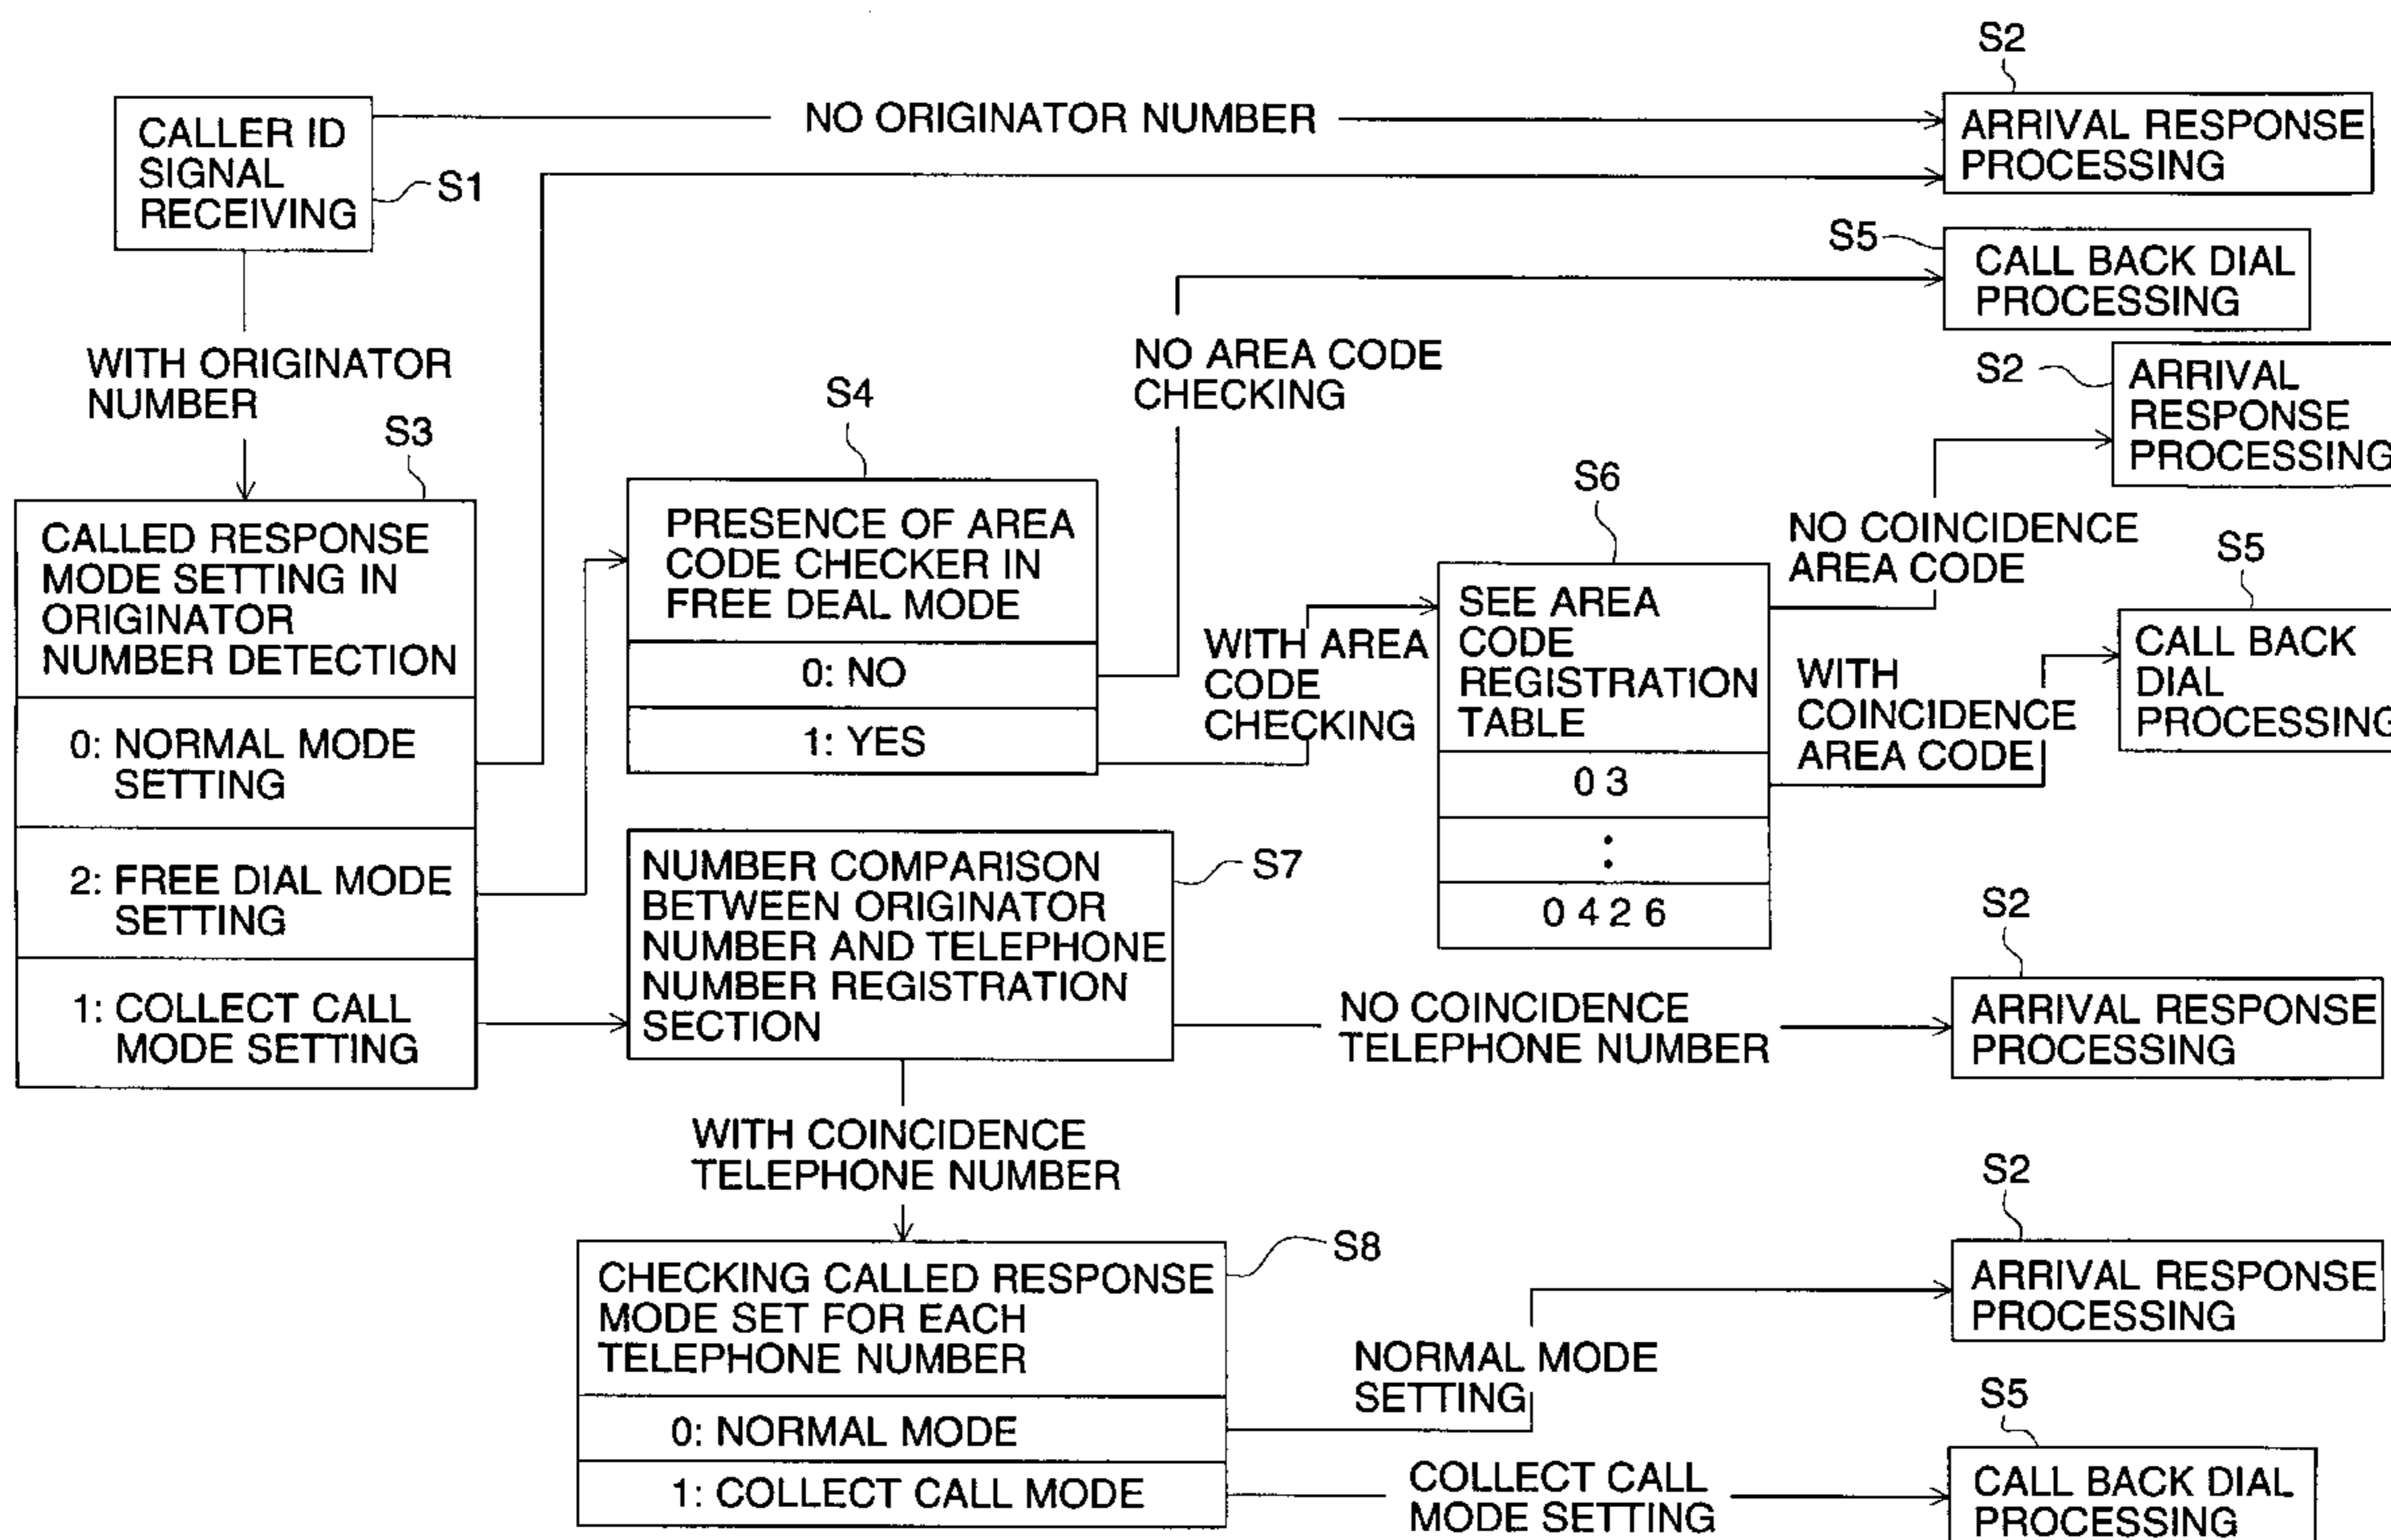 S2
CALLER ID
SIGNAL
RECEIVING
S1
NO ORIGINATOR NUMBER
ARRIVAL RESPONSE
PROCESSING
S5
CALL BACK DIAL
PROCESSING
WITH ORIGINATOR
NUMBER
S3
S4
NO AREA CODE
CHECKING
S2
ARRIVAL
RESPONSE
PROCESSING
CALLED RESPONSE
MODE SETTING IN
ORIGINATOR
NUMBER DETECTION
0: NORMAL MODE
SETTING
2: FREE DIAL MODE
SETTING
1: COLLECT CALL
MODE SETTING
PRESENCE OF AREA
CODE CHECKER IN
FREE DEAL MODE
0: NO
1: YES
WITH AREA
CODE
CHECKING
S6
SEE AREA
CODE
REGISTRATION
TABLE
0 3
:
0 4 2 6
NO COINCIDENCE
AREA CODE
WITH
COINCIDENCE
AREA CODE
S5
CALL BACK
DIAL
PROCESSING
NUMBER COMPARISON
BETWEEN ORIGINATOR
NUMBER AND TELEPHONE
NUMBER REGISTRATION
SECTION
S7
NO COINCIDENCE
TELEPHONE NUMBER
S2
ARRIVAL RESPONSE
PROCESSING
WITH COINCIDENCE
TELEPHONE NUMBER
S8
CHECKING CALLED RESPONSE
MODE SET FOR EACH
TELEPHONE NUMBER
0: NORMAL MODE
1: COLLECT CALL MODE
NORMAL MODE
SETTING
S2
ARRIVAL RESPONSE
PROCESSING
COLLECT CALL
MODE SETTING
S5
CALL BACK DIAL
PROCESSING